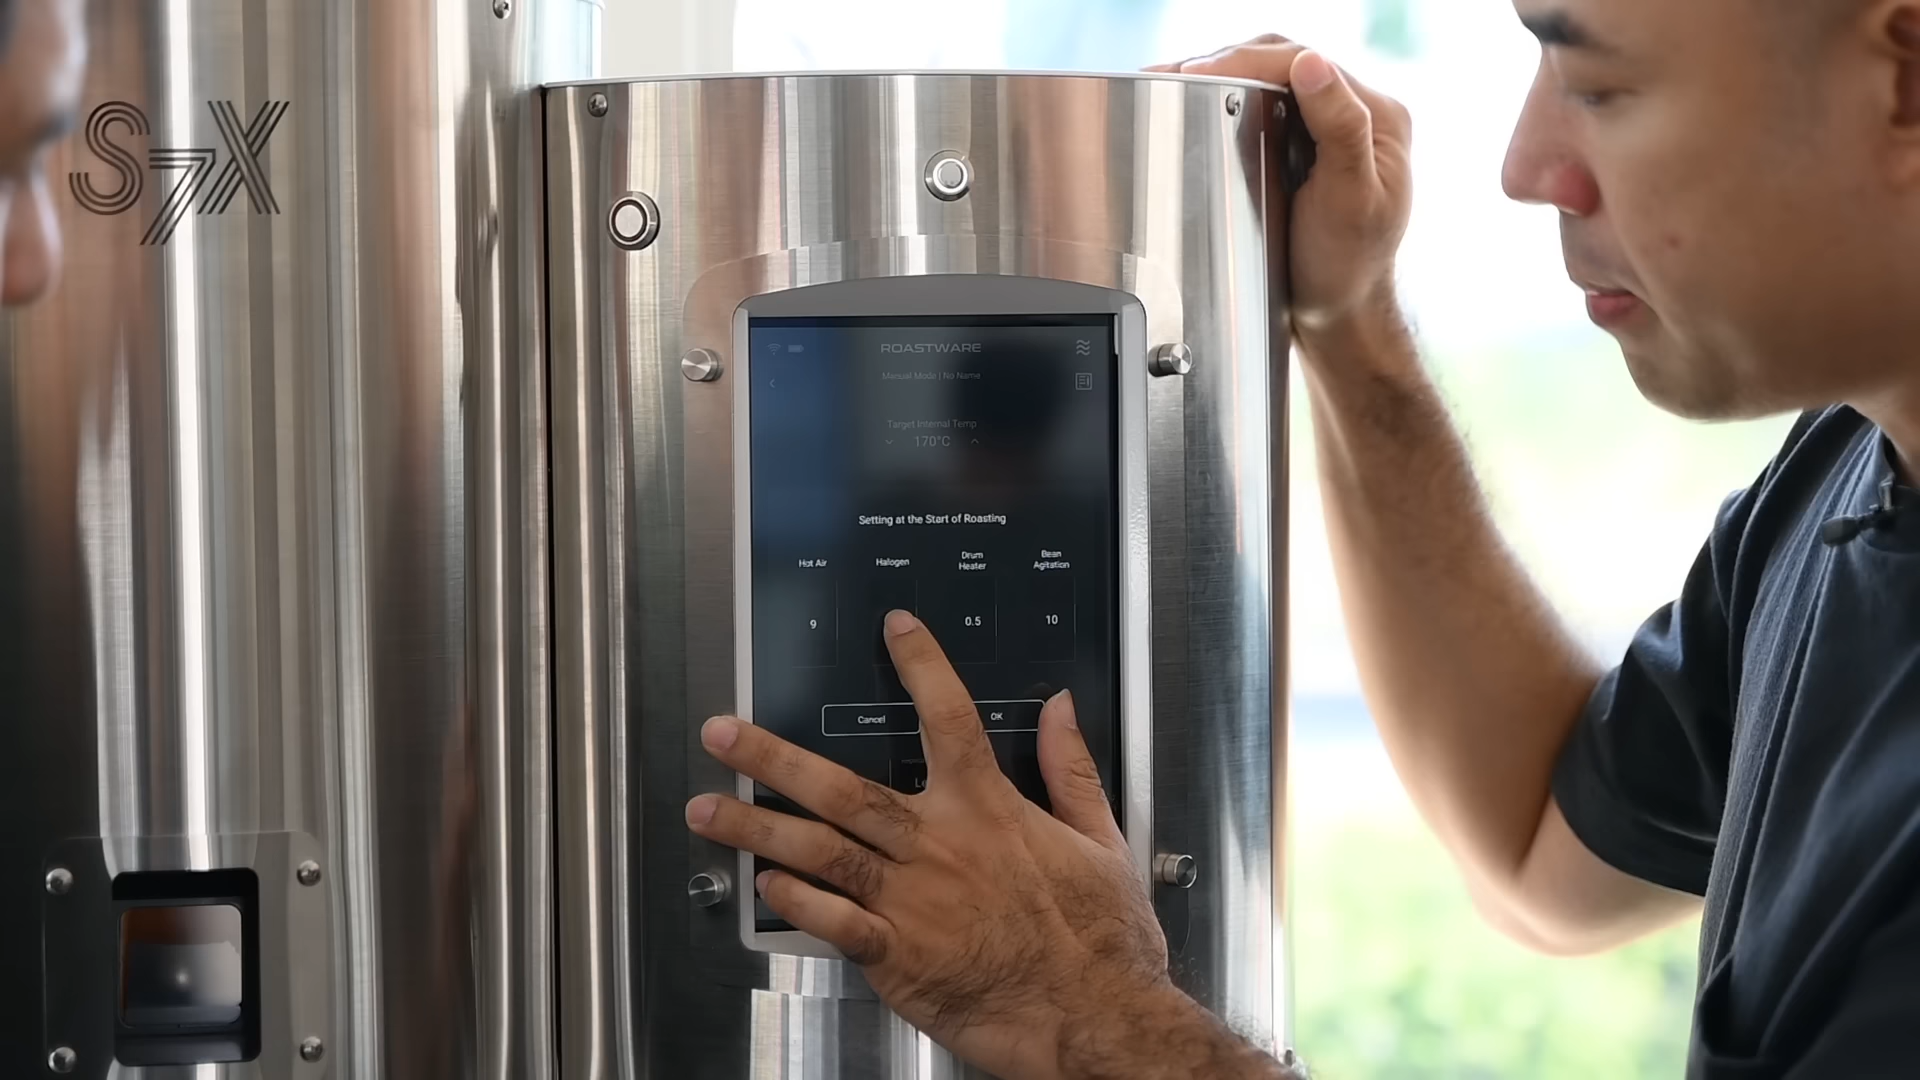 S7X
ROASTWARE
Manual Mode | No Name
Target Internal Temp
170°C
Setting at the Start of Roasting
Hot Air
Halogen
Drum
Heater
Bean
Agitation
9
0.5
10
Cancel
OK